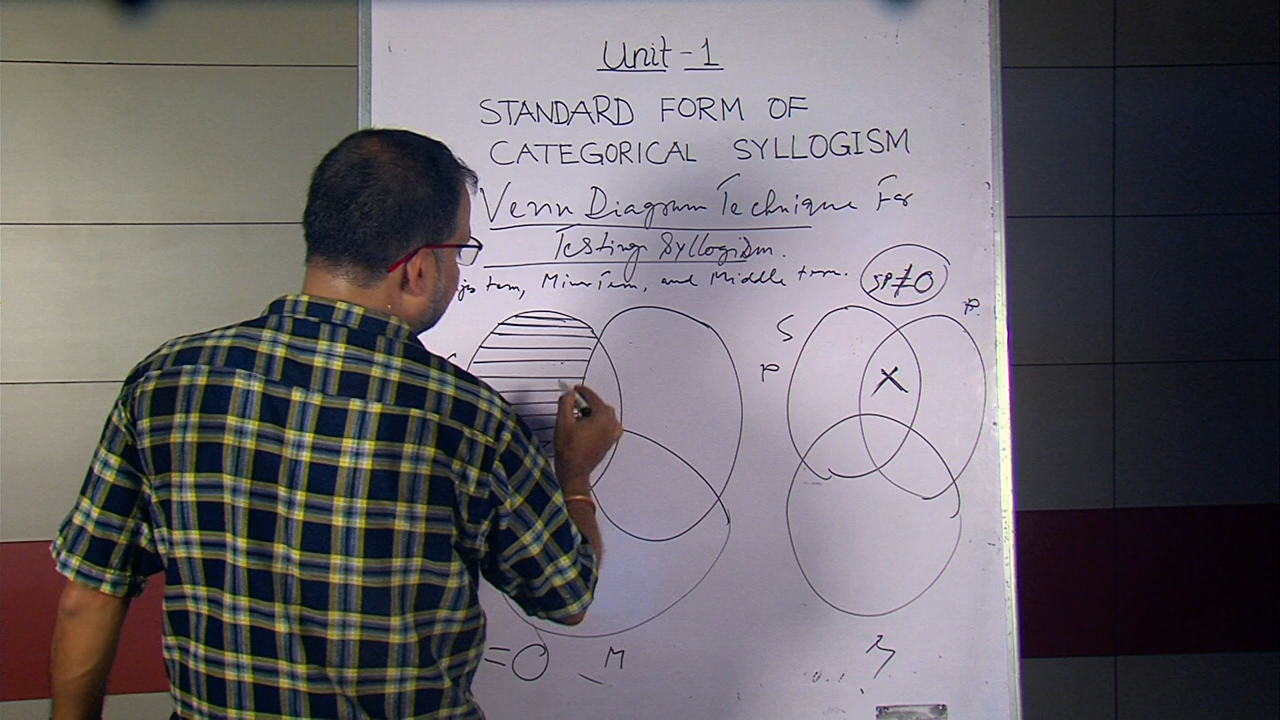 Unit - 1
STANDARD FORM OF
CATEGORICAL SYLLOGISM
Venn Diagram Technique For
Testing Syllogism.
Term, Minor Term, and Middle term.
SP≠0
P.
S
P
X
=0 M